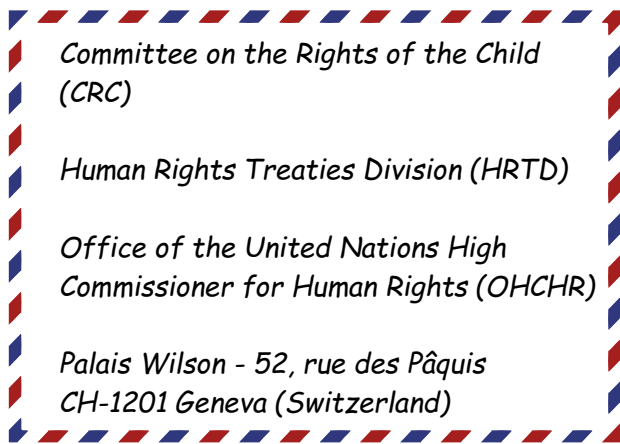 Committee on the Rights of the Child
(CRC)
Human Rights Treaties Division (HRTD)
Office of the United Nations High
Commissioner for Human Rights (OHCHR)
Palais Wilson - 52, rue des Pâquis
CH-1201 Geneva (Switzerland)